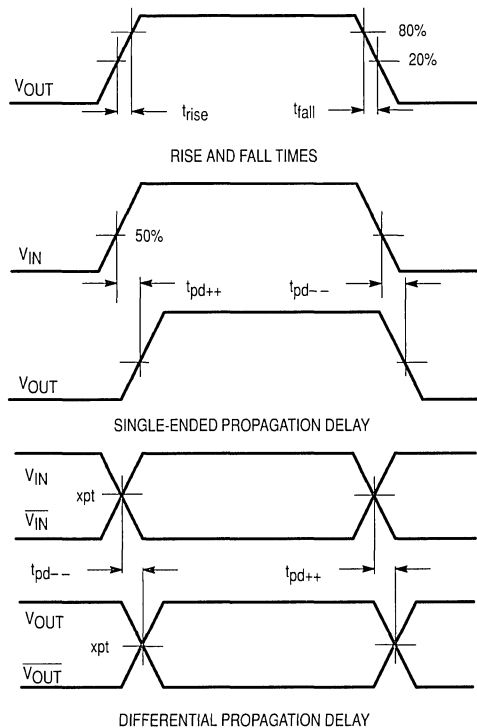 80%
20%
VOUT
trise
tfall
RISE AND FALL TIMES
50%
VIN
tpd++
tpd--
VOUT
SINGLE-ENDED PROPAGATION DELAY
VIN
xpt
VIN
tpd--
tpd++
VOUT
xpt
VOUT
DIFFERENTIAL PROPAGATION DELAY